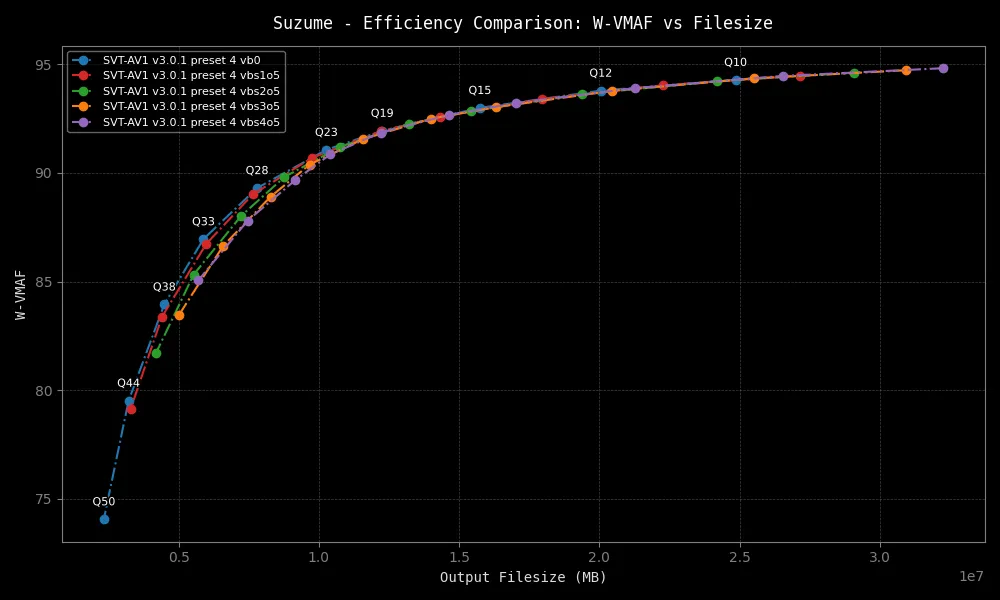 Suzume - Efficiency Comparison: W-VMAF vs Filesize
SVT-AV1 v3.0.1 preset 4 vb0
SVT-AV1 v3.0.1 preset 4 vbs1o5
SVT-AV1 v3.0.1 preset 4 vbs2o5
SVT-AV1 v3.0.1 preset 4 vbs3o5
SVT-AV1 v3.0.1 preset 4 vbs4o5
Q10
Q12
Q15
Q19
Q23
Q28
Q33
Q38
Q44
Q50
W-VMAF
95
90
85
80
75
0.5
1.0
1.5
2.0
2.5
3.0
1e7
Output Filesize (MB)